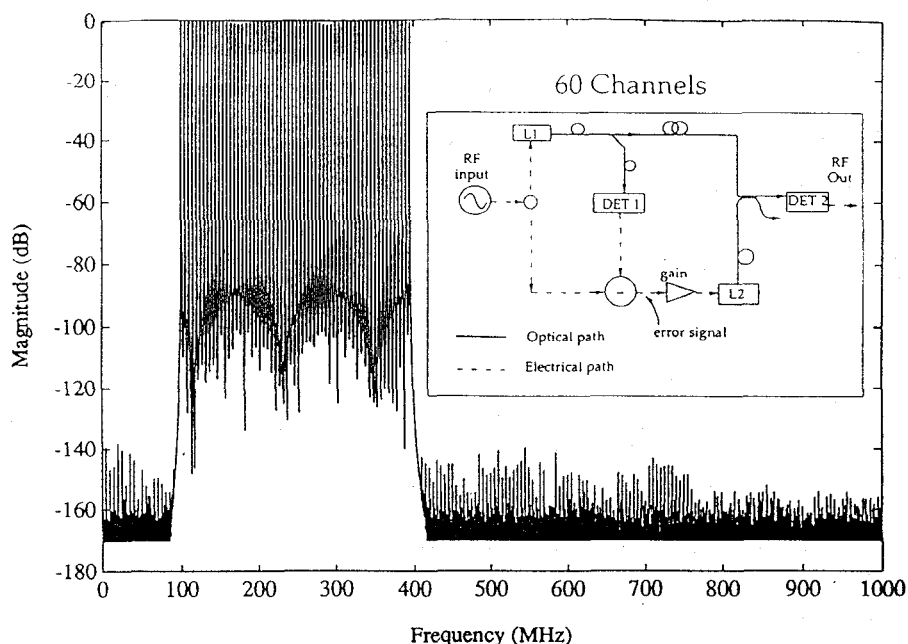 0
-20
-40
-60
-80
-100
-120
-140
-160
-180
Magnitude (dB)
60 Channels
L1
RF
input
DET 1
RF
Out
DET 2
gain
L2
error signal
Optical path
Electrical path
0 100 200 300 400 500 600 700 800 900 1000
Frequency (MHz)